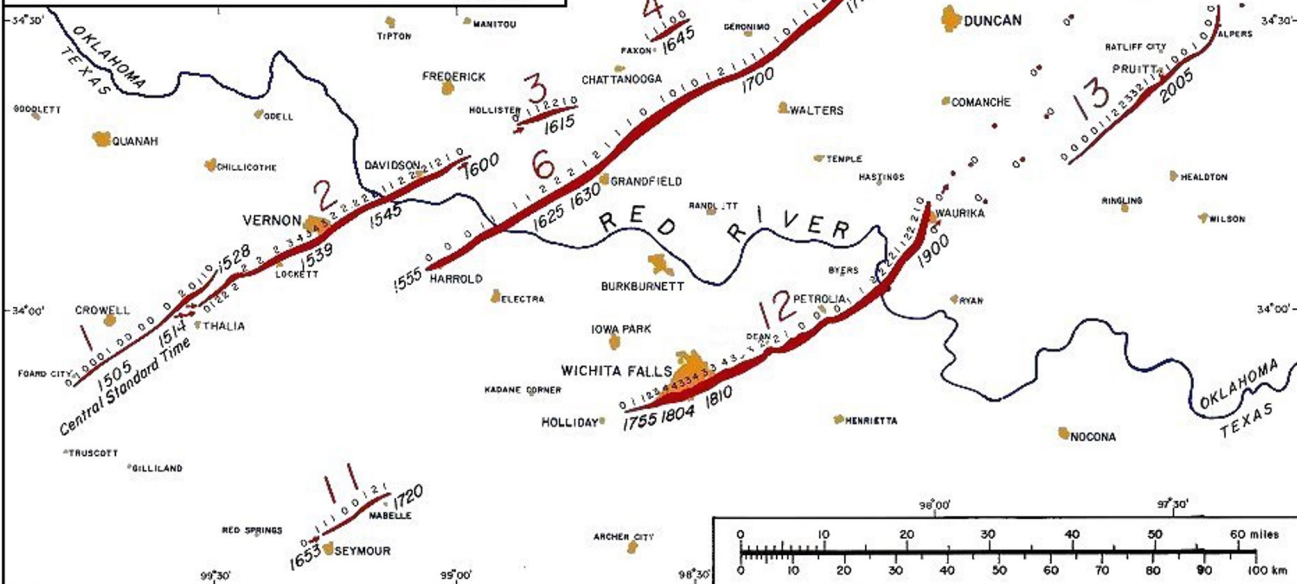 34°30'
MANITOU
TIPTON
4
1100
1645
FAXON
GERONIMO
DUNCAN
ALPERS
34°30'
OKLAHOMA
TEXAS
FREDERICK
CHATTANOOGA
RATLIFF CITY
PRUITT
1700
2005
13
3
HOLLISTER
0112210
1615
WALTERS
COMANCHE
GOODLETT
ODELL
QUANAH
CHILLICOTHE
DAVIDSON
1600
6
TEMPLE
HASTINGS
HEALDTON
GRANDFIELD
1625 1630
2
VERNON
1545
RANDLETT
RED RIVER
WAURIKA
RINGLING
WILSON
1539
LOCKETT
1528
1555
HARROLD
1900
BYERS
BURKBURNETT
ELECTRA
PETROLIA
RYAN
34°00'
CROWELL
1
1514
THALIA
12
IOWA PARK
DEAN
34°00'
FOARD CITY
1505
Central Standard Time
WICHITA FALLS
KADANE CORNER
1755 1804 1810
HOLLIDAY
HENRIETTA
NOCONA
OKLAHOMA
TEXAS
TRUSCOTT
GILLILAND
11
1720
MABELLE
RED SPRINGS
1653
SEYMOUR
ARCHER CITY
98°00'
97°30'
0 10 20 30 40 50 60 miles
0 10 20 30 40 50 60 70 80 90 100 km
99°30'
99°00'
98°30'